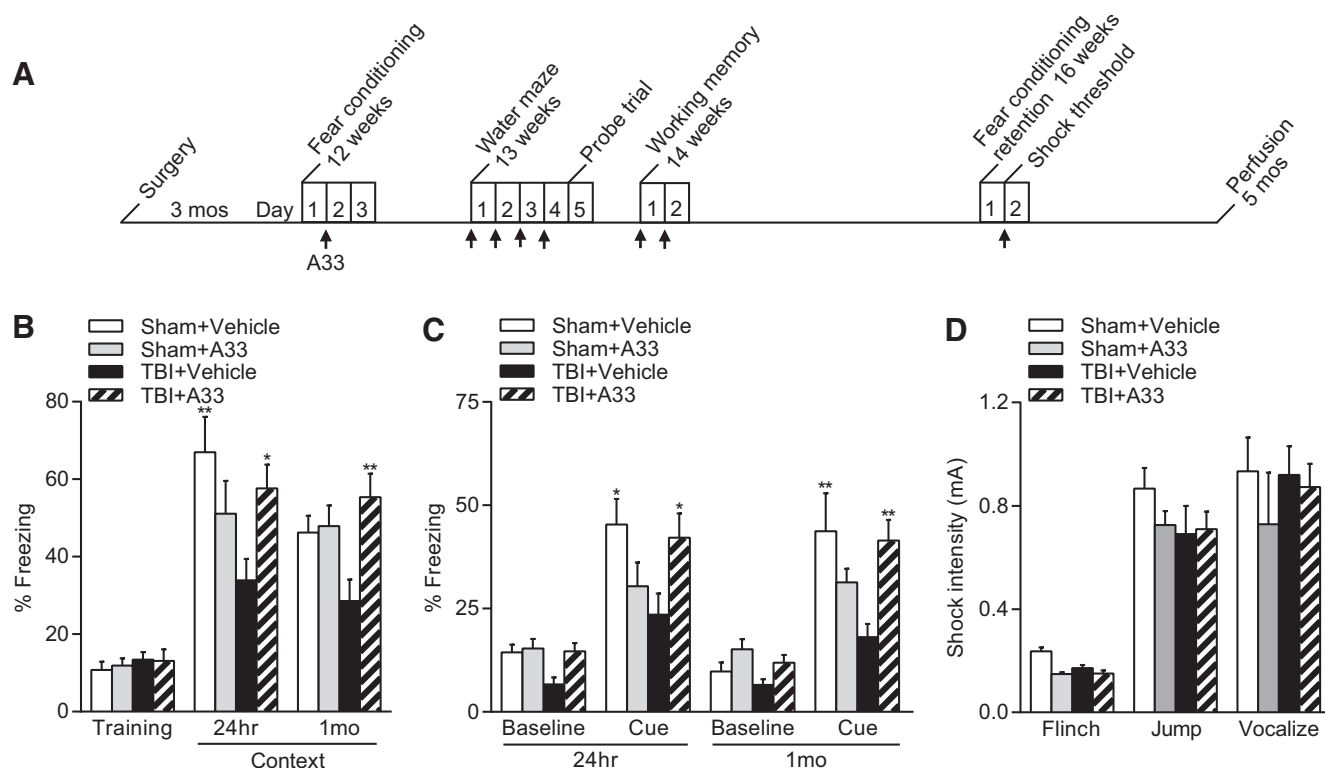 A
Surgery
3 mos
Day
Fear conditioning
12 weeks
1 2 3
A33
Water maze
13 weeks
Probe trial
1 2 3 4 5
Working memory
14 weeks
1 2
Fear conditioning
retention 16 weeks
Shock threshold
1 2
Perfusion
5 mos
B
Sham+Vehicle
Sham+A33
TBI+Vehicle
TBI+A33
% Freezing
80
60
40
20
0
**
*
**
Training
24hr
1mo
Context
C
Sham+Vehicle
Sham+A33
TBI+Vehicle
TBI+A33
% Freezing
75
50
25
0
*
*
**
**
Baseline
Cue
Baseline
Cue
24hr
1mo
D
Sham+Vehicle
Sham+A33
TBI+Vehicle
TBI+A33
Shock intensity (mA)
1.2
0.8
0.4
0.0
Flinch
Jump
Vocalize